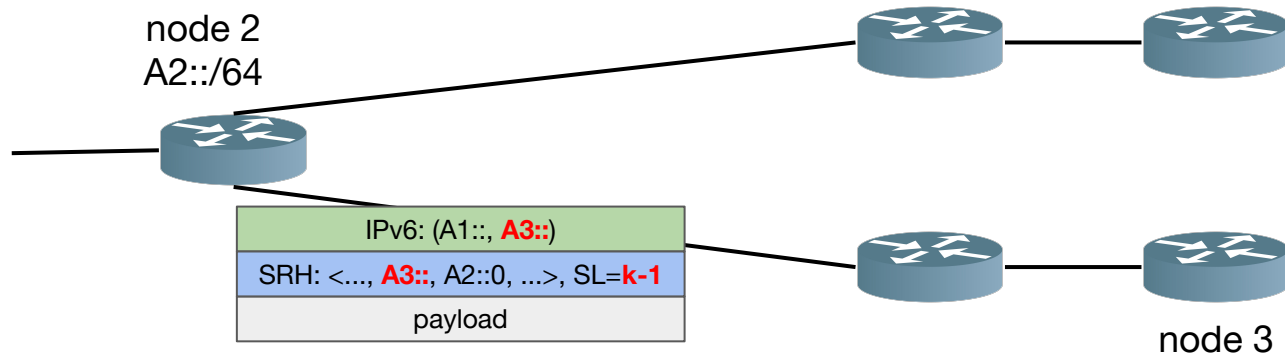 node 2
A2::/64
IPv6: (A1::, A3::)
SRH: <..., A3::, A2::0, ...>, SL=k-1
payload
node 3